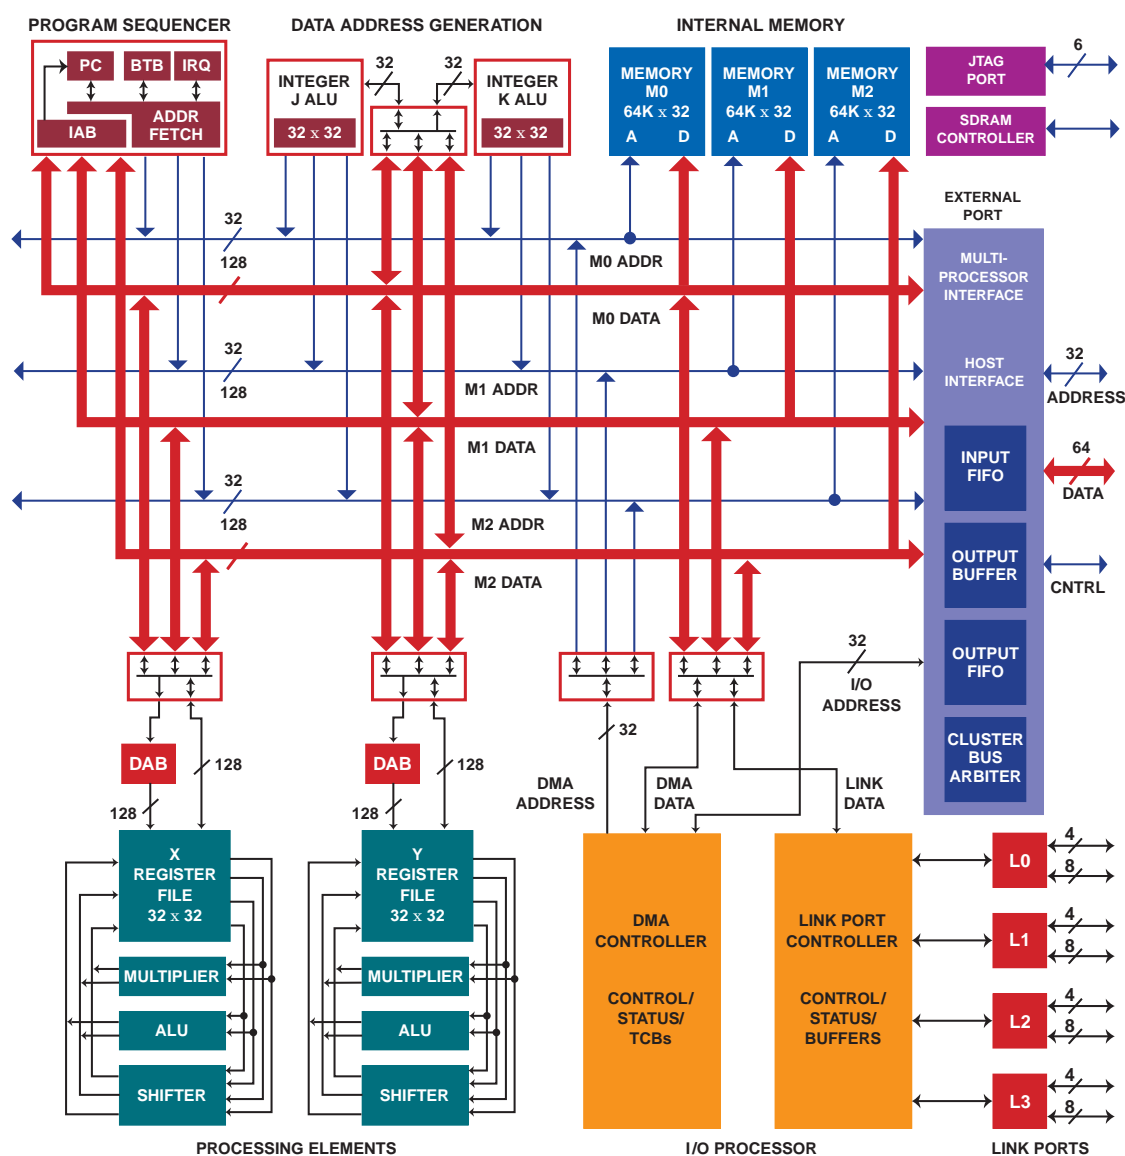 PROGRAM SEQUENCER
DATA ADDRESS GENERATION
INTERNAL MEMORY
PC
BTB
IRQ
IAB
ADDR
FETCH
INTEGER
J ALU
32 x 32
32
32
INTEGER
K ALU
32 x 32
MEMORY
M0
64K x 32
A D
MEMORY
M1
64K x 32
A D
MEMORY
M2
64K x 32
A D
JTAG
PORT
6
SDRAM
CONTROLLER
EXTERNAL
PORT
32
128
M0 ADDR
M0 DATA
MULTI-
PROCESSOR
INTERFACE
32
128
M1 ADDR
M1 DATA
HOST
INTERFACE
32
ADDRESS
INPUT
FIFO
64
DATA
32
128
M2 ADDR
M2 DATA
OUTPUT
BUFFER
CNTRL
OUTPUT
FIFO
32
I/O
ADDRESS
CLUSTER
BUS
ARBITER
DAB
128
128
DAB
128
128
32
DMA
ADDRESS
DMA
DATA
LINK
DATA
X
REGISTER
FILE
32 x 32
MULTIPLIER
ALU
SHIFTER
Y
REGISTER
FILE
32 x 32
MULTIPLIER
ALU
SHIFTER
DMA
CONTROLLER
CONTROL/
STATUS/
TCBs
LINK PORT
CONTROLLER
CONTROL/
STATUS/
BUFFERS
L0
4
8
L1
4
8
L2
4
8
L3
4
8
PROCESSING ELEMENTS
I/O PROCESSOR
LINK PORTS